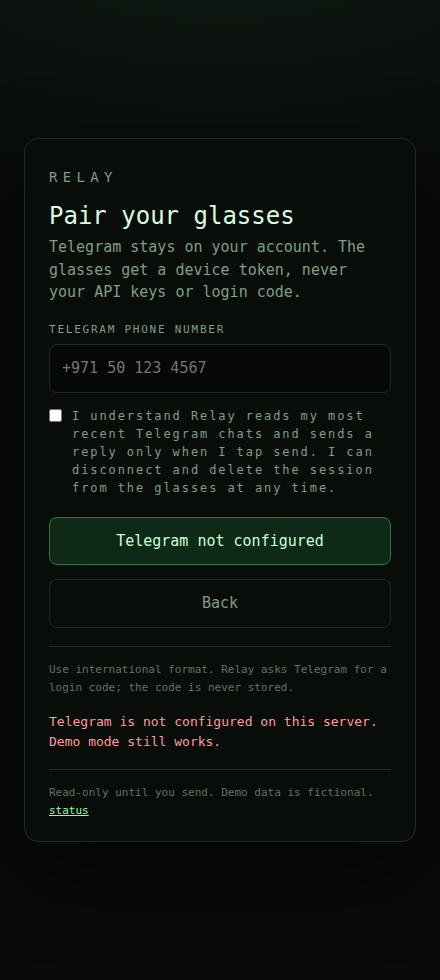 RELAY
Pair your glasses
Telegram stays on your account. The
glasses get a device token, never
your API keys or login code.
TELEGRAM PHONE NUMBER
+971 50 123 4567
I understand Relay reads my most
recent Telegram chats and sends a
reply only when I tap send. I can
disconnect and delete the session
from the glasses at any time.
Telegram not configured
Back
Use international format. Relay asks Telegram for a
login code; the code is never stored.
Telegram is not configured on this server.
Demo mode still works.
Read-only until you send. Demo data is fictional.
status